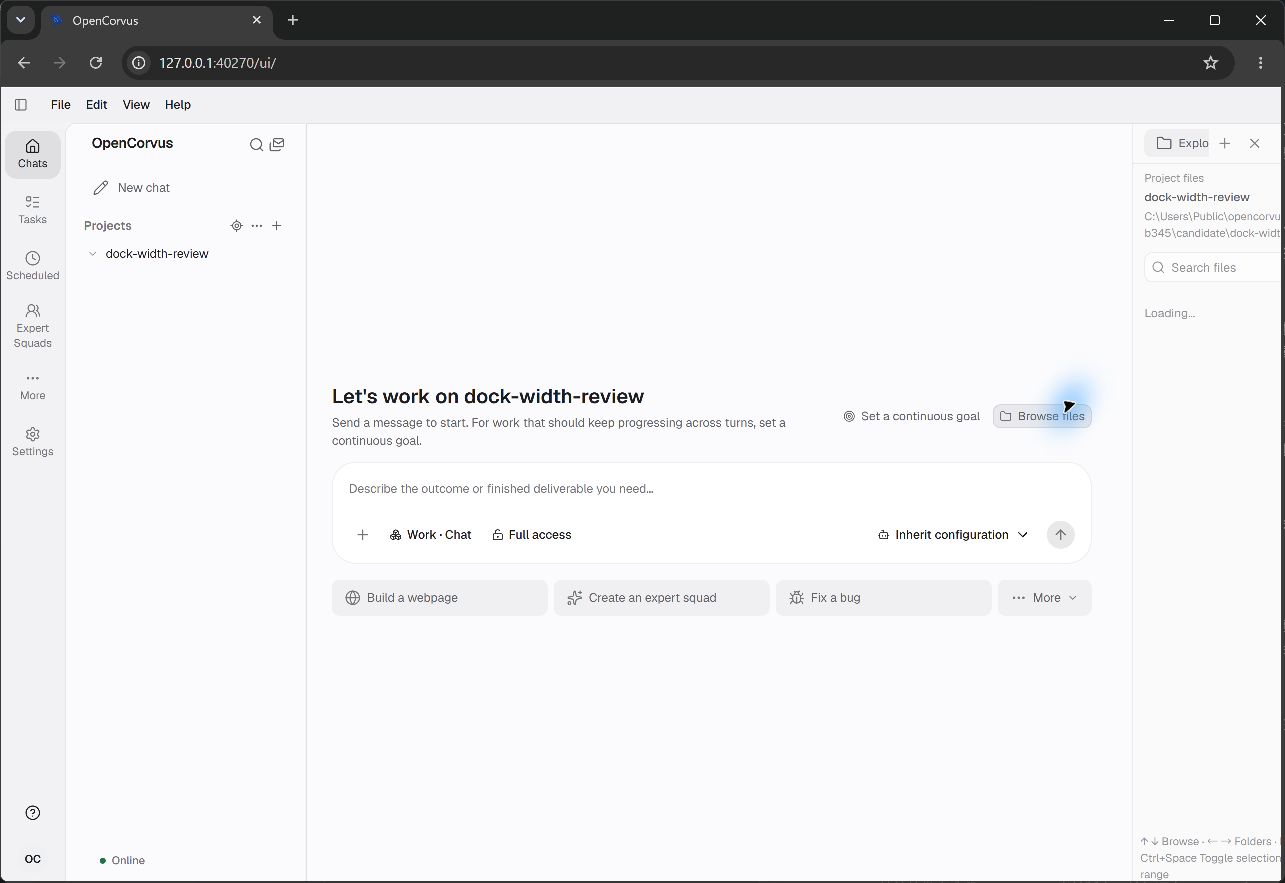 OpenCorvus
127.0.0.1:40270/ui/
File Edit View Help
Chats
Tasks
Scheduled
Expert
Squads
More
Settings
OC
OpenCorvus
New chat
Projects
dock-width-review
Online
Let's work on dock-width-review
Send a message to start. For work that should keep progressing across turns, set a
continuous goal.
Set a continuous goal
Browse files
Describe the outcome or finished deliverable you need...
Work · Chat
Full access
Inherit configuration
Build a webpage
Create an expert squad
Fix a bug
More
Explo
Project files
dock-width-review
C:\Users\Public\opencorvu
b345\candidate\dock-widt
Search files
Loading...
↑ ↓ Browse · ← → Folders ·
Ctrl+Space Toggle selection
range